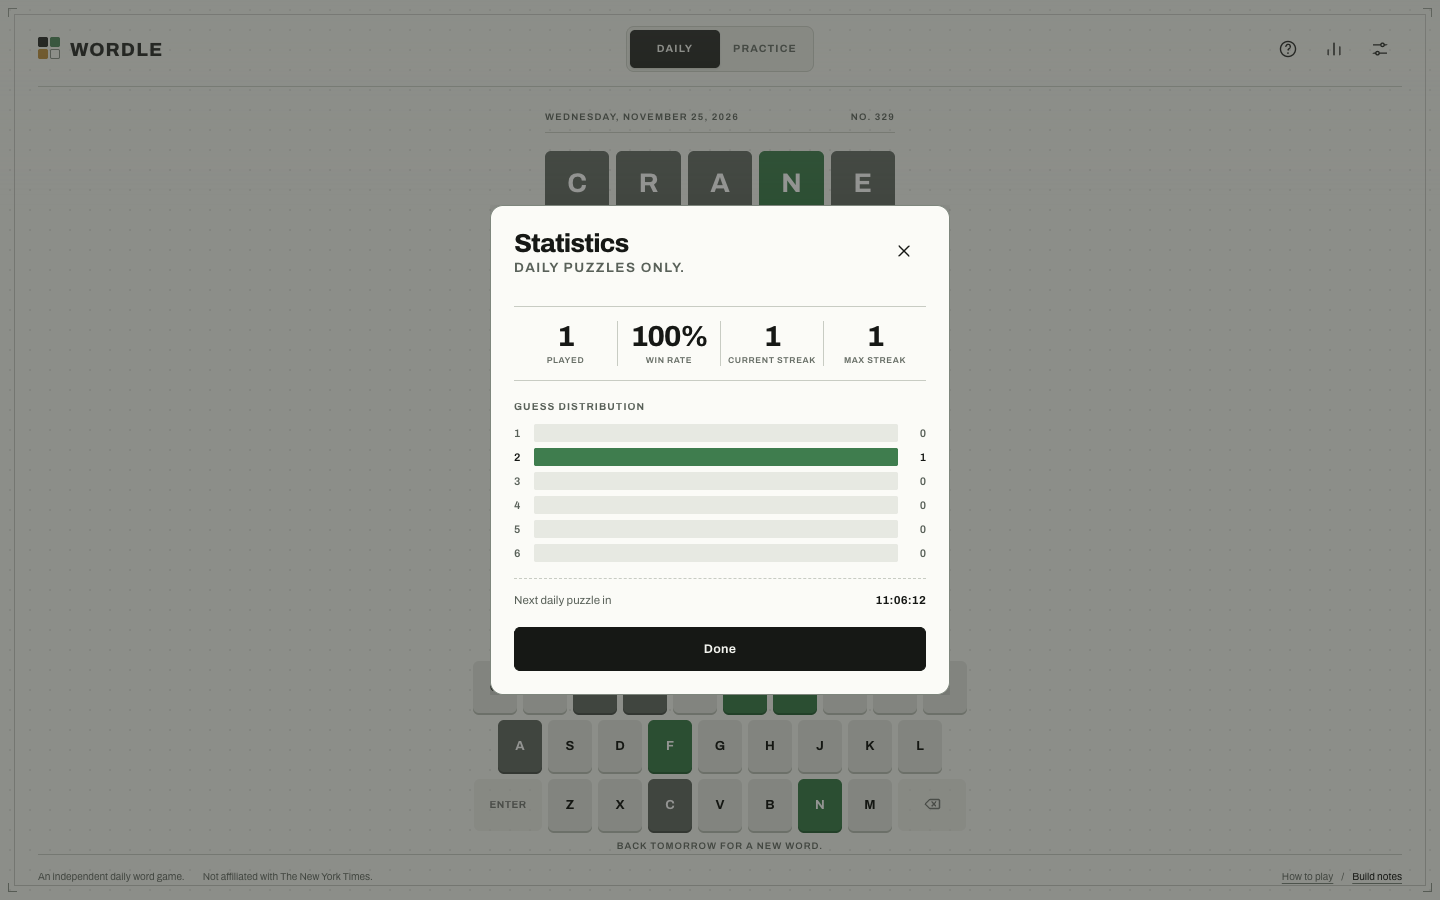 WORDLE
DAILY
PRACTICE
WEDNESDAY, NOVEMBER 25, 2026
NO. 329
C R A N E
Statistics
DAILY PUZZLES ONLY.
1 100% 1 1
PLAYED WIN RATE CURRENT STREAK MAX STREAK
GUESS DISTRIBUTION
1 0
2 1
3 0
4 0
5 0
6 0
Next daily puzzle in 11:06:12
Done
A S D F G H J K L
ENTER Z X C V B N M
BACK TOMORROW FOR A NEW WORD.
An independent daily word game. Not affiliated with The New York Times.
How to play / Build notes